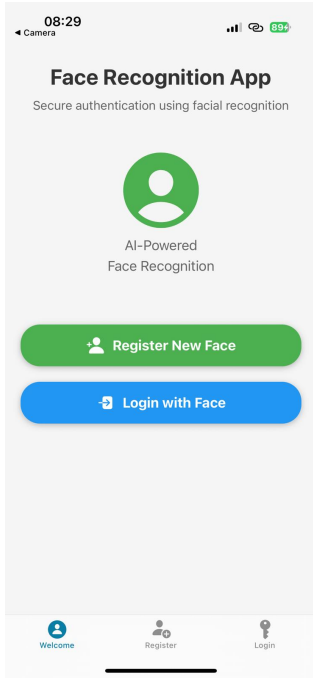 08:29
◀ Camera
89
Face Recognition App
Secure authentication using facial recognition
AI-Powered
Face Recognition
Register New Face
Login with Face
Welcome
Register
Login